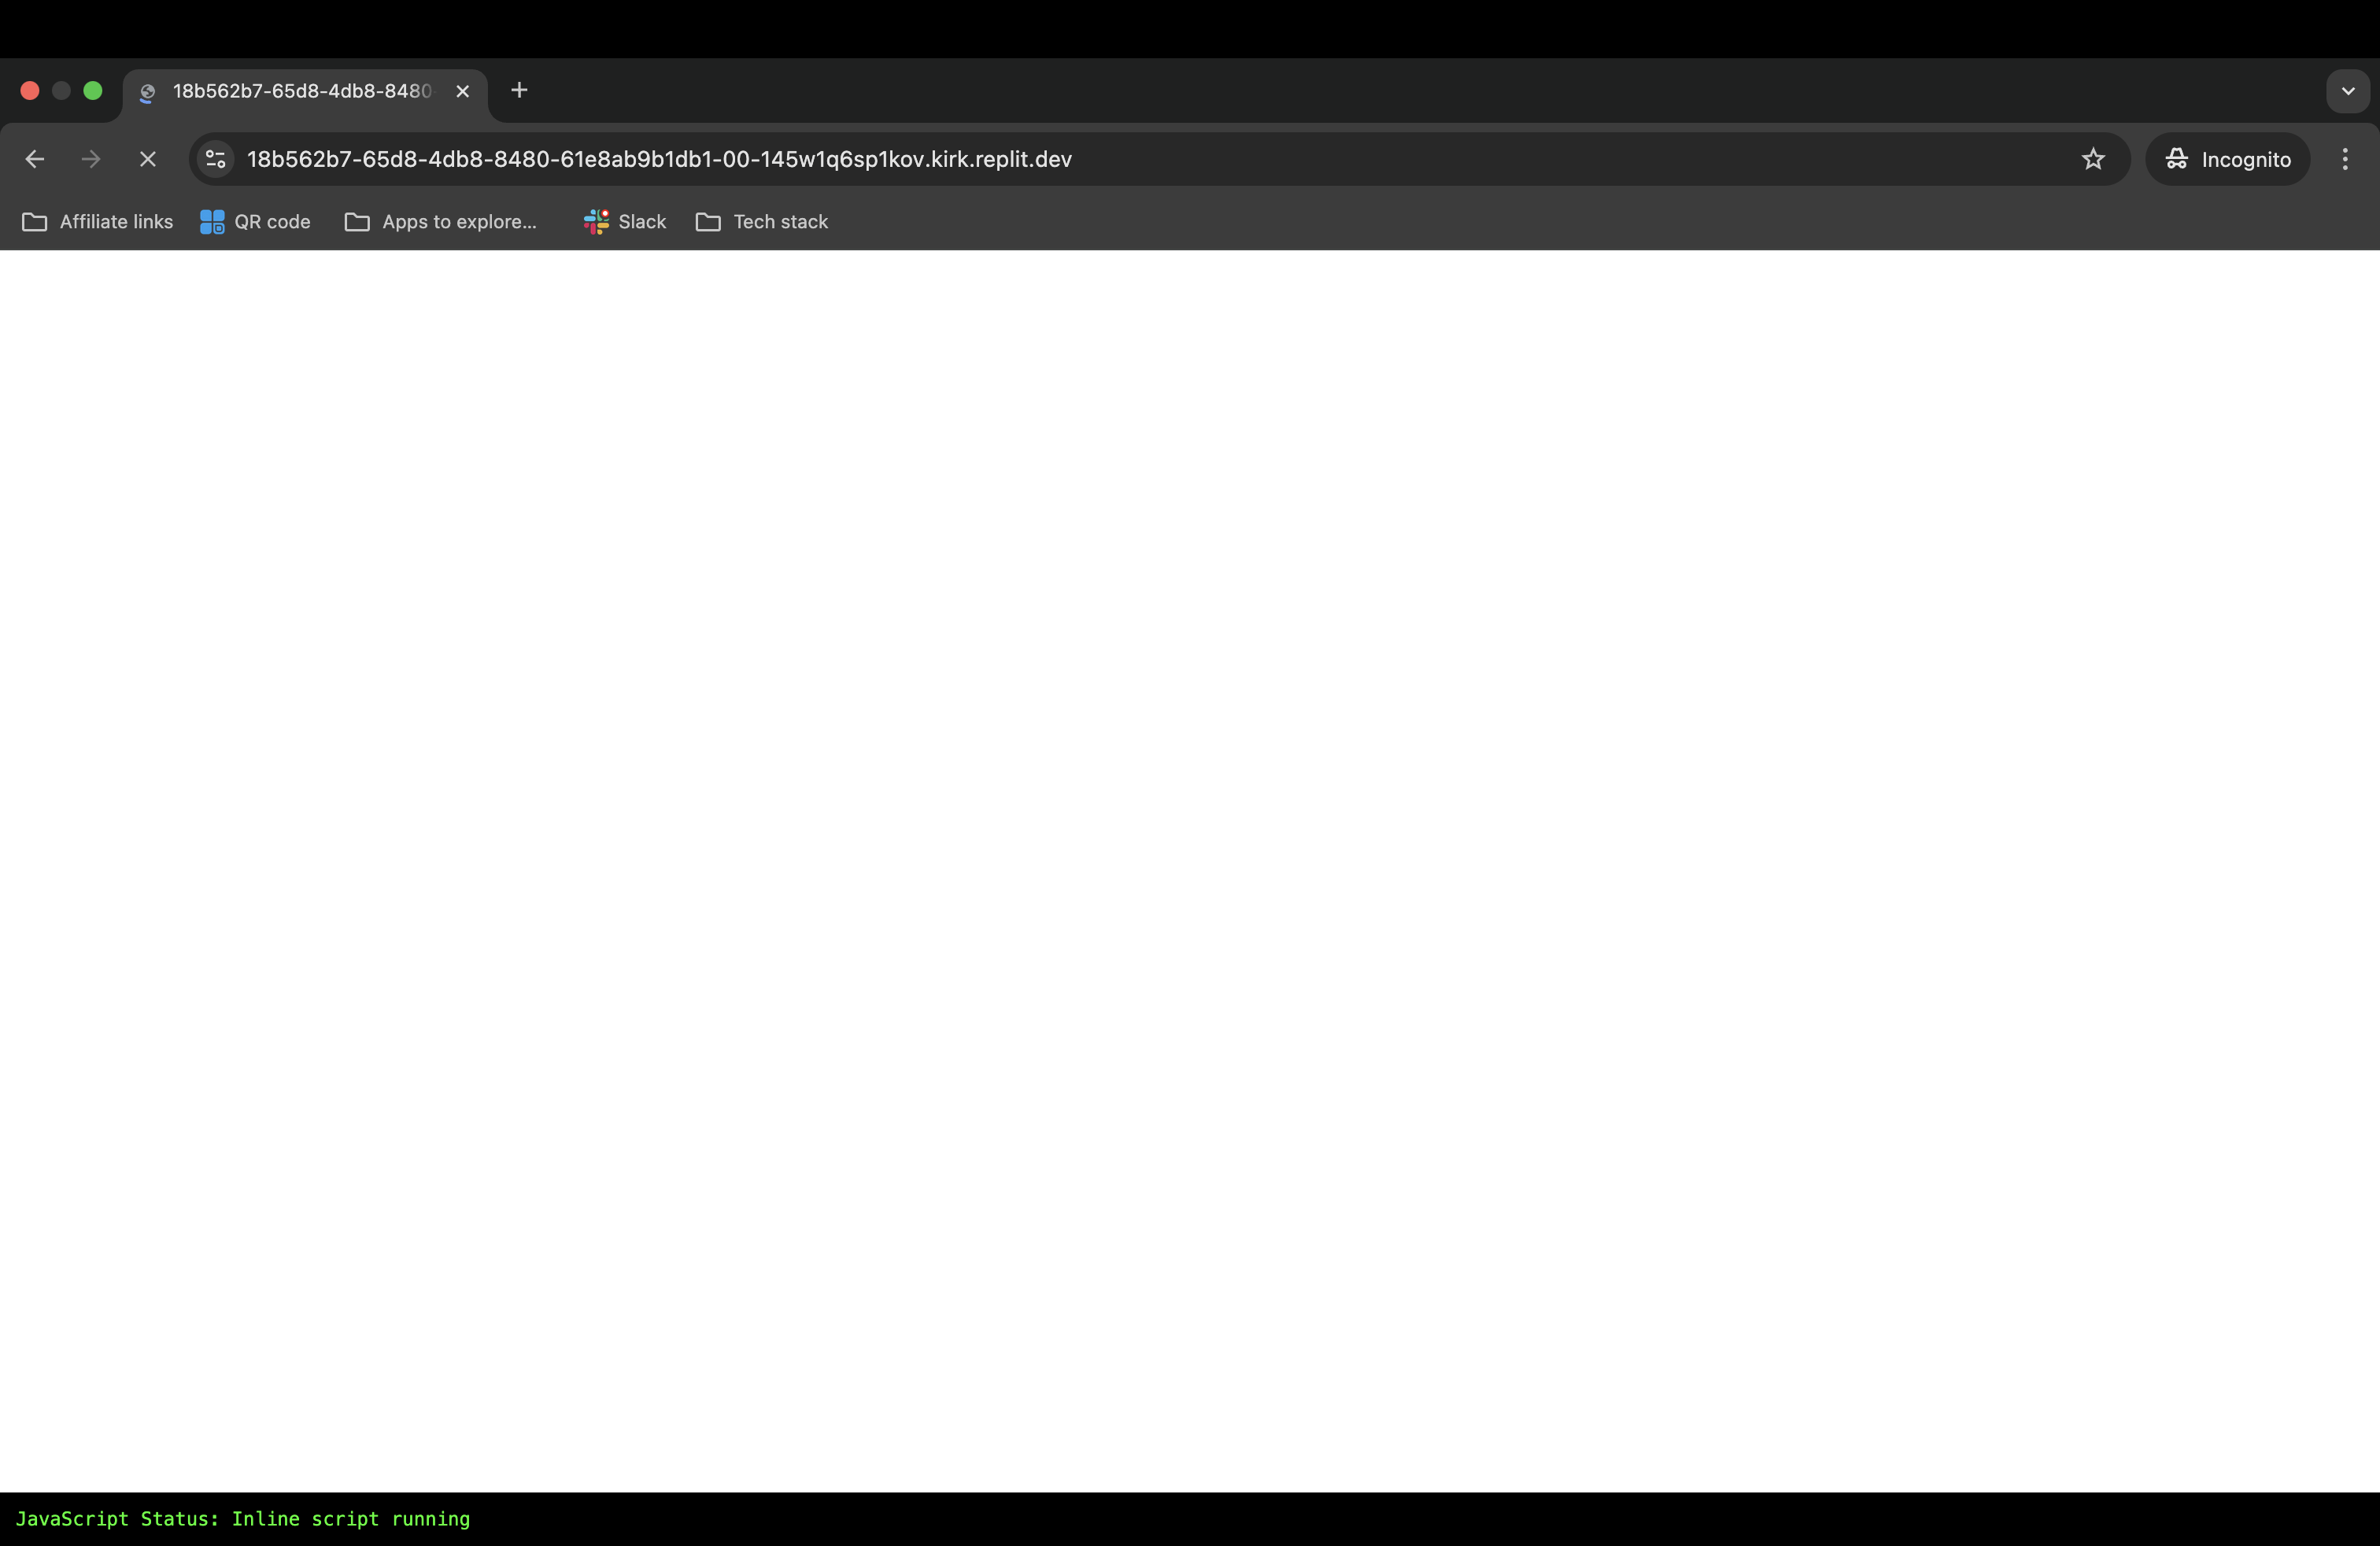 18b562b7-65d8-4db8-8480
18b562b7-65d8-4db8-8480-61e8ab9b1db1-00-145w1q6sp1kov.kirk.replit.dev
Incognito
Affiliate links
QR code
Apps to explore...
Slack
Tech stack
JavaScript Status: Inline script running